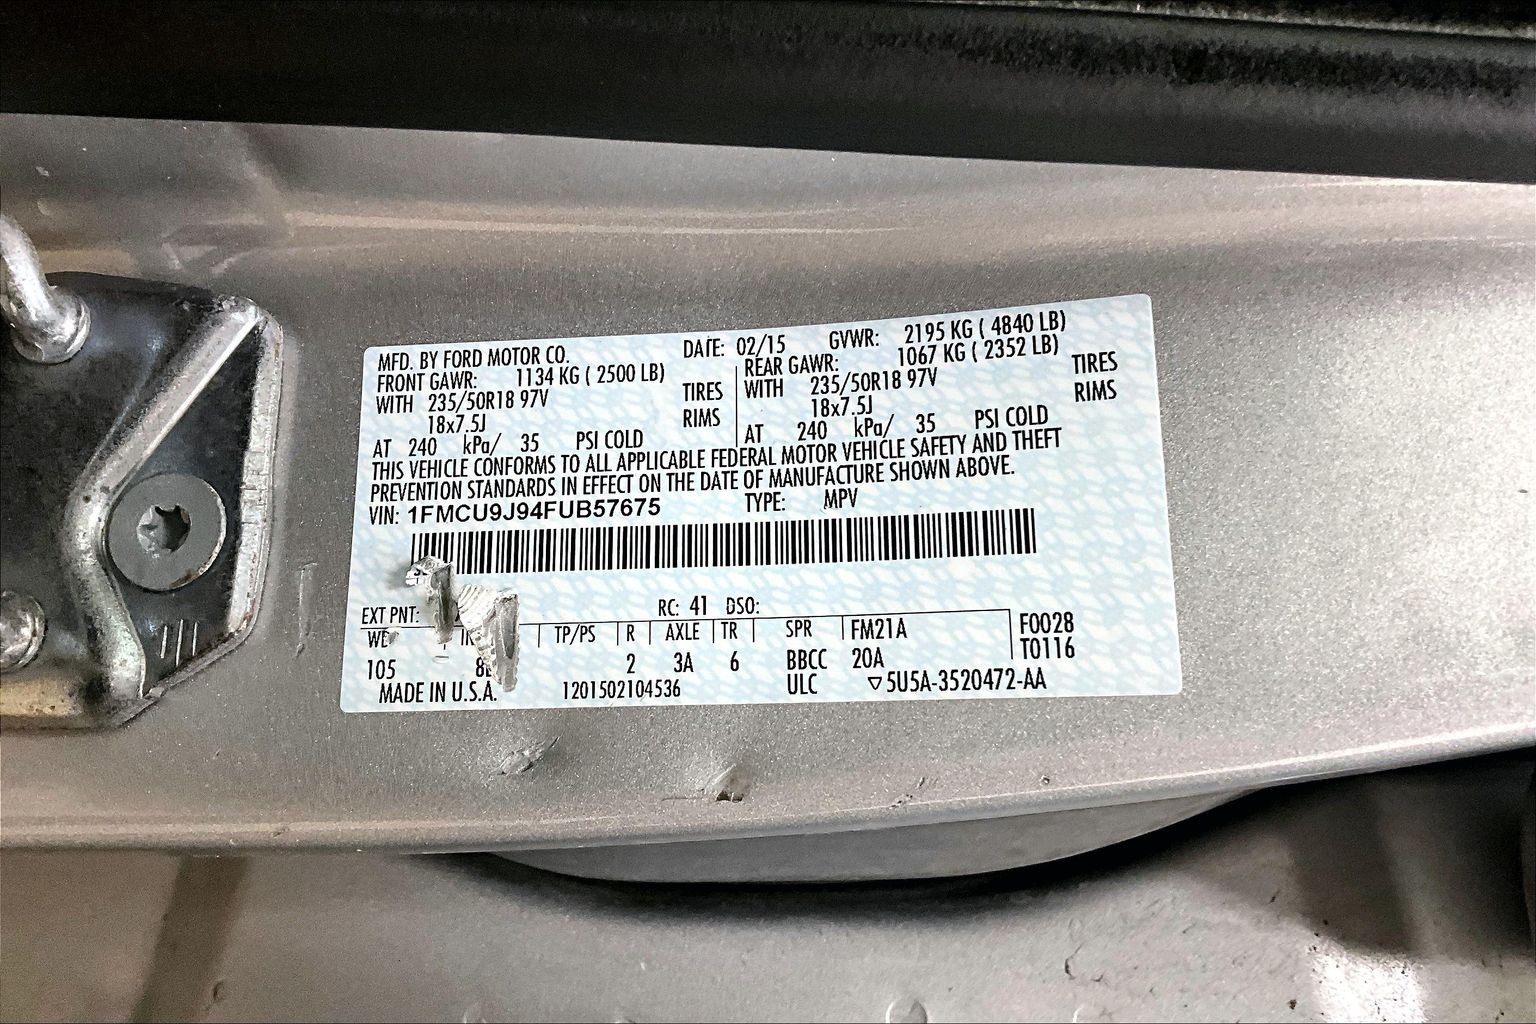 MFD. BY FORD MOTOR CO. DATE: 02/15 GVWR: 2195 KG ( 4840 LB)
FRONT GAWR: 1134 KG ( 2500 LB) REAR GAWR: 1067 KG ( 2352 LB)
WITH 235/50R18 97V TIRES WITH 235/50R18 97V TIRES
18x7.5J RIMS 18x7.5J RIMS
AT 240 kPa/ 35 PSI COLD AT 240 kPa/ 35 PSI COLD
THIS VEHICLE CONFORMS TO ALL APPLICABLE FEDERAL MOTOR VEHICLE SAFETY AND THEFT
PREVENTION STANDARDS IN EFFECT ON THE DATE OF MANUFACTURE SHOWN ABOVE.
VIN: 1FMCU9J94FUB57675 TYPE: MPV
EXT PNT: RC: 41 DSO:
WB TP/PS R AXLE TR SPR FM21A F0028
105 2 3A 6 BBCC 20A T0116
MADE IN U.S.A. 1201502104536 ULC ▽5U5A-3520472-AA